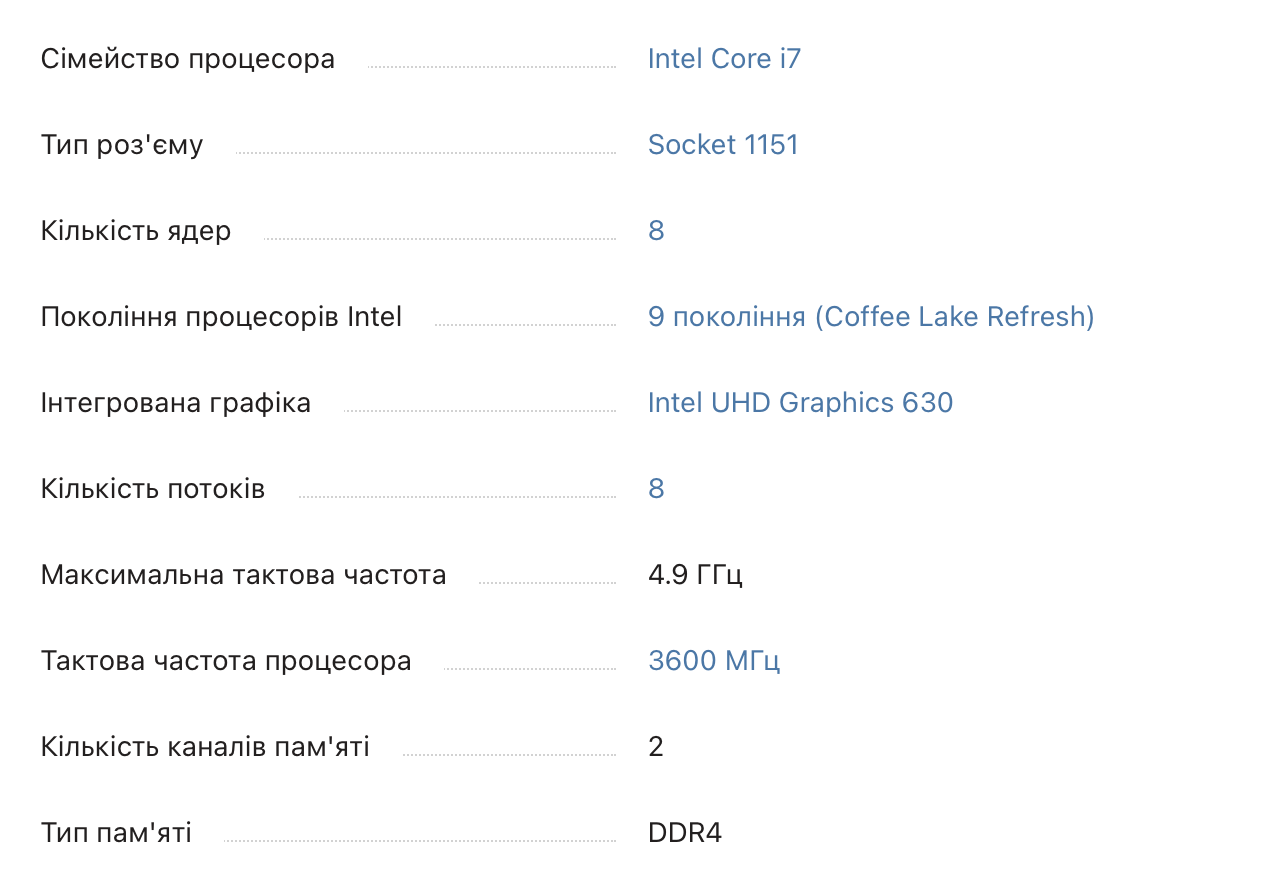 Сімейство процесора Intel Core i7
Тип роз'єму Socket 1151
Кількість ядер 8
Покоління процесорів Intel 9 покоління (Coffee Lake Refresh)
Інтегрована графіка Intel UHD Graphics 630
Кількість потоків 8
Максимальна тактова частота 4.9 ГГц
Тактова частота процесора 3600 МГц
Кількість каналів пам'яті 2
Тип пам'яті DDR4